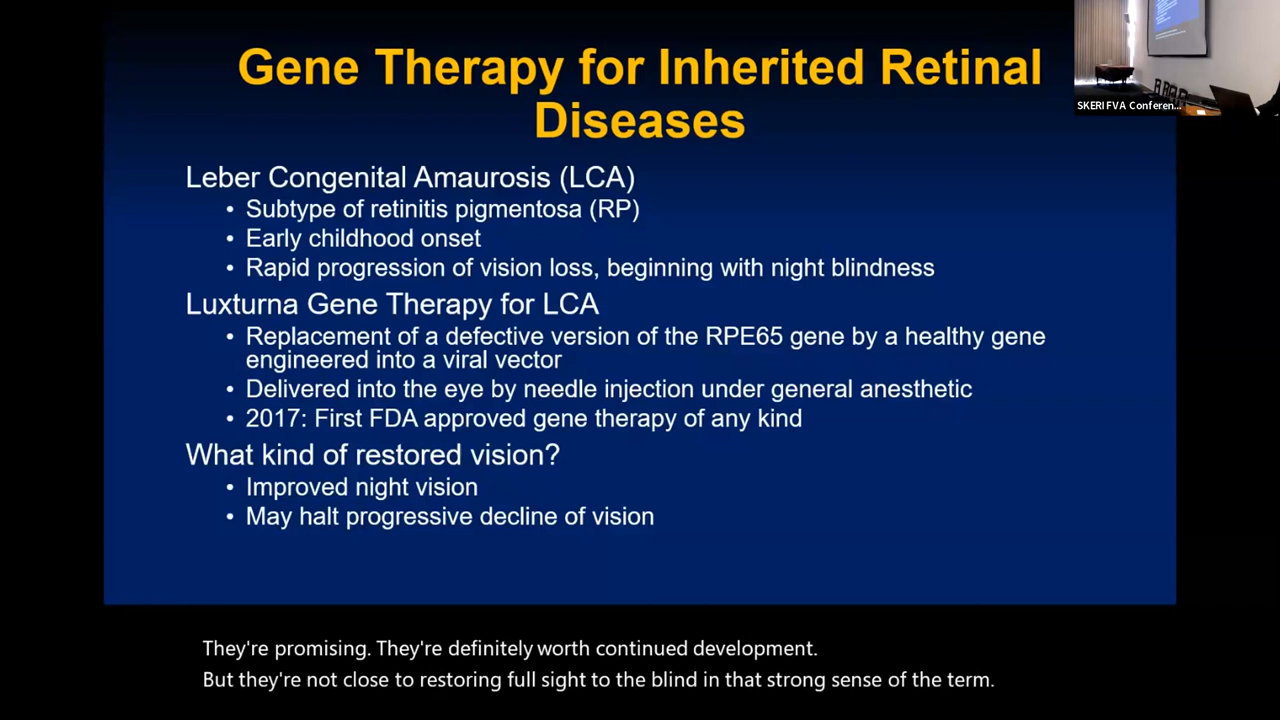 Gene Therapy for Inherited Retinal
Diseases
SKERI FVA Conferen...
Leber Congenital Amaurosis (LCA)
• Subtype of retinitis pigmentosa (RP)
• Early childhood onset
• Rapid progression of vision loss, beginning with night blindness
Luxturna Gene Therapy for LCA
• Replacement of a defective version of the RPE65 gene by a healthy gene
engineered into a viral vector
• Delivered into the eye by needle injection under general anesthetic
• 2017: First FDA approved gene therapy of any kind
What kind of restored vision?
• Improved night vision
• May halt progressive decline of vision
They're promising. They're definitely worth continued development.
But they're not close to restoring full sight to the blind in that strong sense of the term.